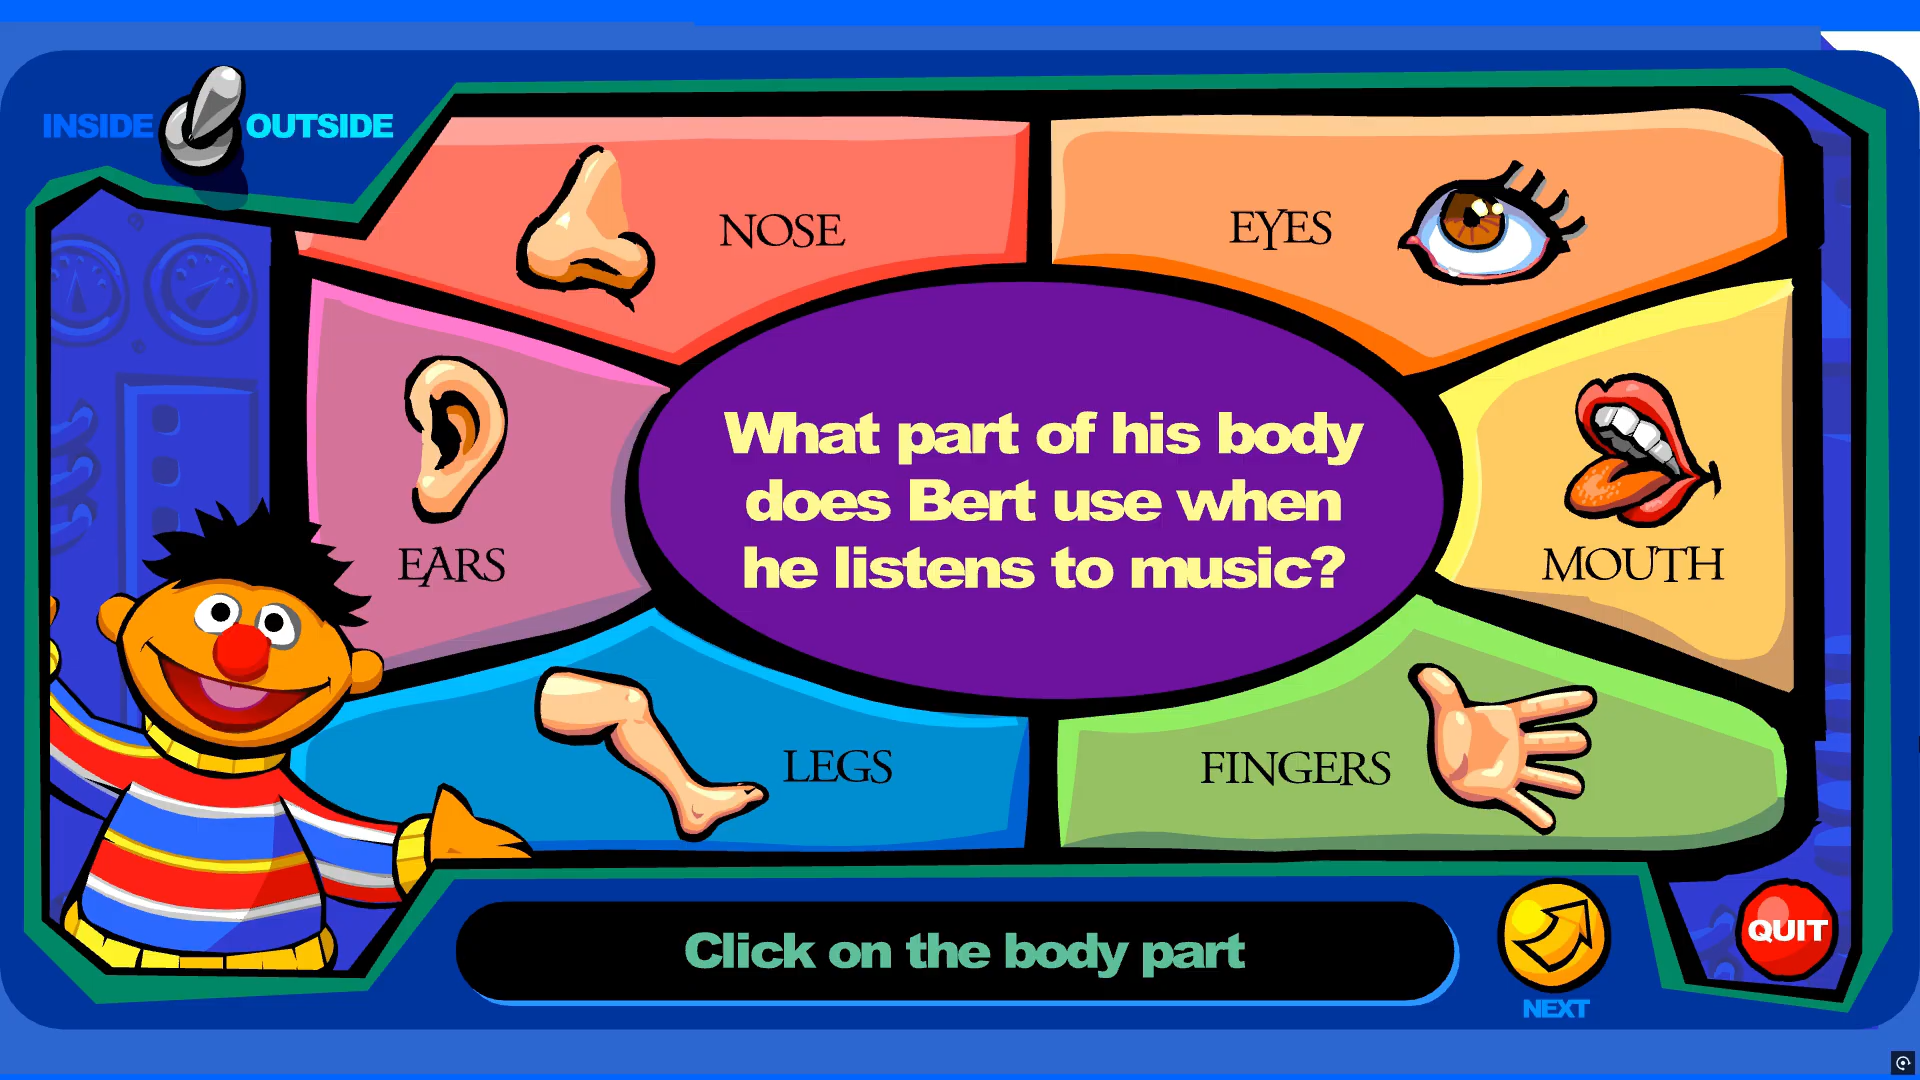 INSIDE
OUTSIDE
NOSE
EYES
EARS
What part of his body
does Bert use when
he listens to music?
MOUTH
LEGS
FINGERS
Click on the body part
NEXT
QUIT